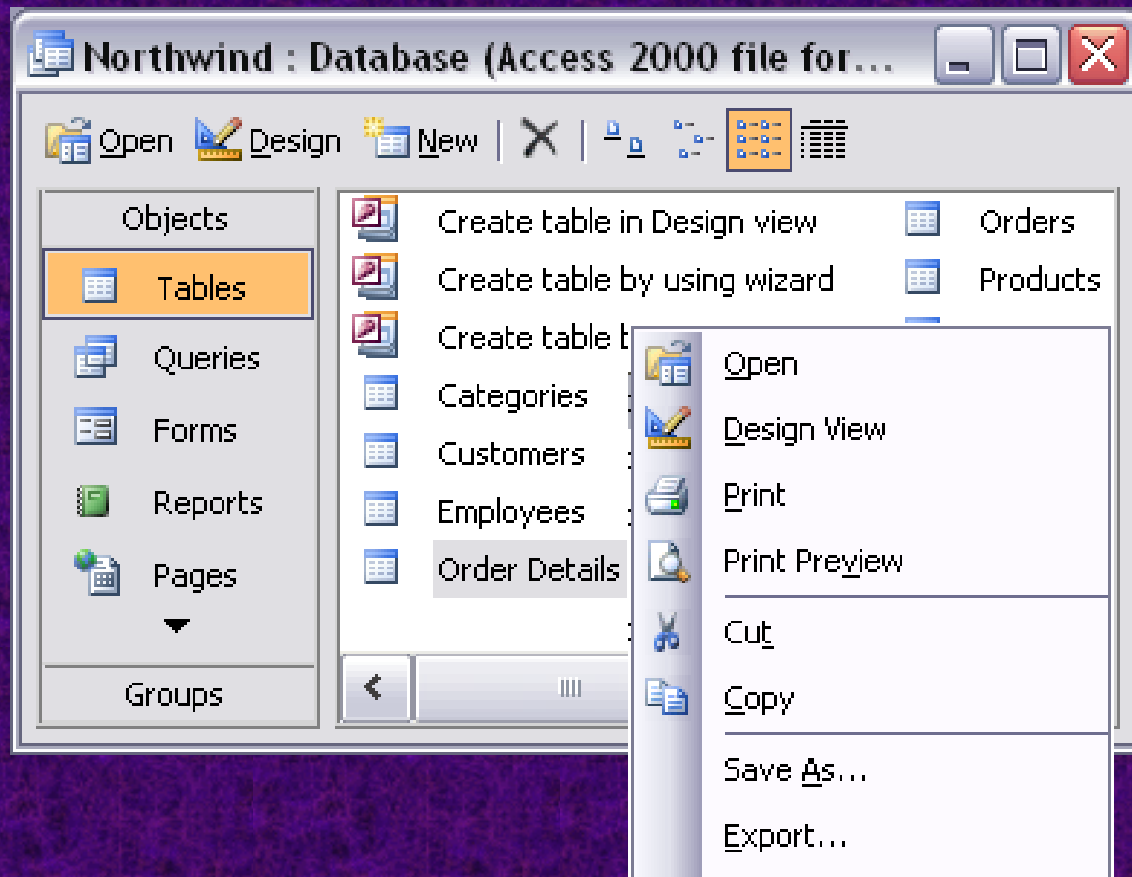 Northwind : Database (Access 2000 file for...
Open Design New
Objects
Tables
Queries
Forms
Reports
Pages
Groups
Create table in Design view
Create table by using wizard
Create table
Categories
Customers
Employees
Order Details
Orders
Products
Open
Design View
Print
Print Preview
Cut
Copy
Save As...
Export...